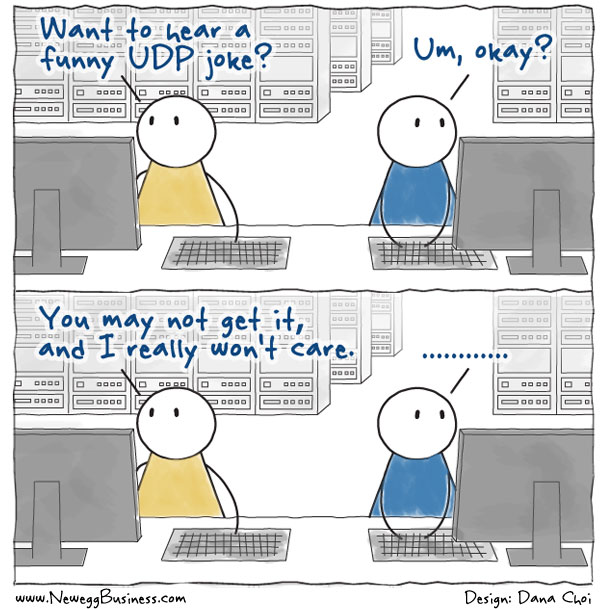 Want to hear a
funny UDP joke?
Um, okay?
You may not get it,
and I really won't care.
.............
www.NeweggBusiness.com
Design: Dana Choi